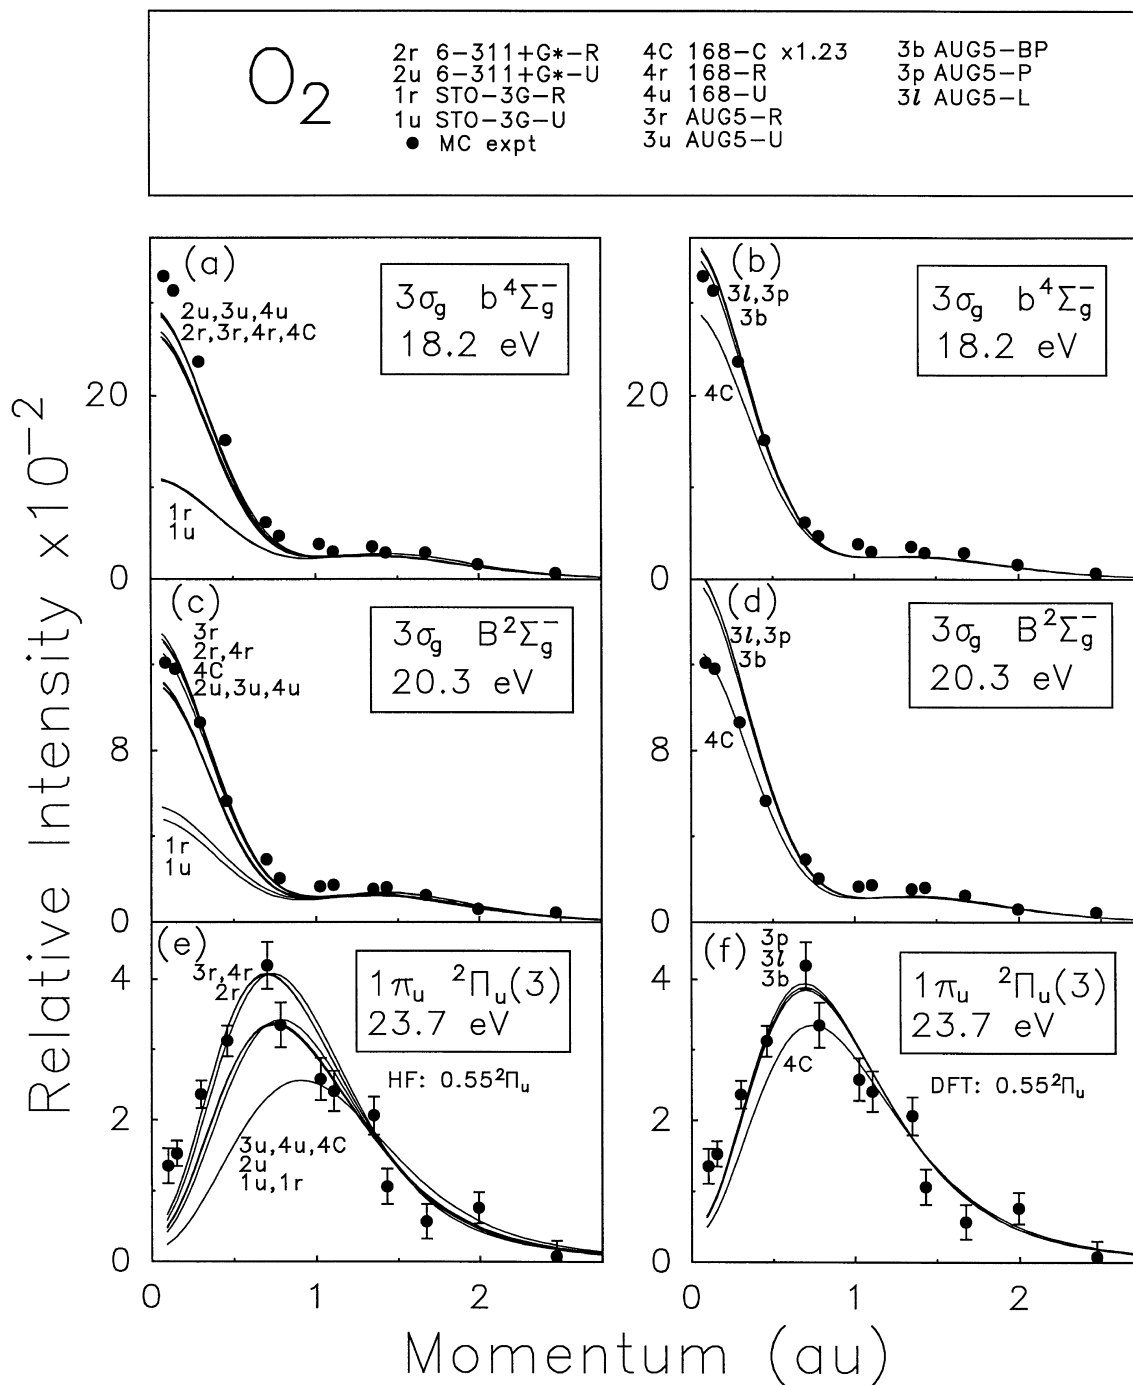 O2
2r 6-311+G*-R
2u 6-311+G*-U
1r STO-3G-R
1u STO-3G-U
● MC expt
4C 168-C x1.23
4r 168-R
4u 168-U
3r AUG5-R
3u AUG5-U
3b AUG5-BP
3p AUG5-P
3l AUG5-L
Relative Intensity x10⁻²
(a)
3σg b⁴Σg⁻
18.2 eV
2u,3u,4u
2r,3r,4r,4C
1r
1u
20
0
(b)
3σg b⁴Σg⁻
18.2 eV
3l,3p
3b
4C
20
0
(c)
3σg B²Σg⁻
20.3 eV
3r
2r,4r
4C
2u,3u,4u
1r
1u
8
0
(d)
3σg B²Σg⁻
20.3 eV
3l,3p
3b
4C
8
0
(e)
1πu ²Πu(3)
23.7 eV
HF: 0.55²Πu
3r,4r
2r
3u,4u,4C
2u
1u,1r
4
2
0
0 1 2
(f)
1πu ²Πu(3)
23.7 eV
DFT: 0.55²Πu
3p
3l
3b
4C
4
2
0
0 1 2
Momentum (au)